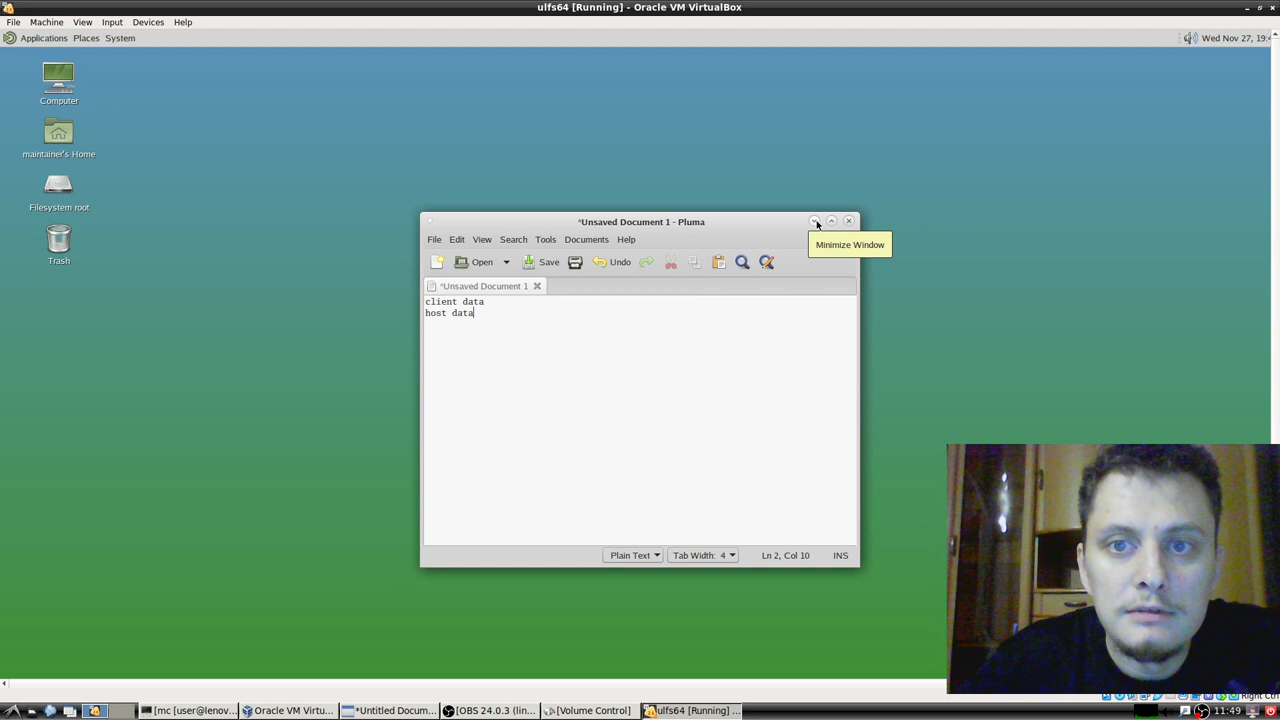 ulfs64 [Running] - Oracle VM VirtualBox
File Machine View Input Devices Help
Applications Places System Wed Nov 27, 19:4
Computer
maintainer's Home
Filesystem root
Trash
*Unsaved Document 1 - Pluma
Minimize Window
File Edit View Search Tools Documents Help
Open Save Undo
*Unsaved Document 1
client data
host data
Plain Text Tab Width: 4 Ln 2, Col 10 INS
Right Ctrl
[mc [user@lenov... Oracle VM Virtu... *Untitled Docum... OBS 24.0.3 (lin... [Volume Control] ulfs64 [Running] ... 11:49